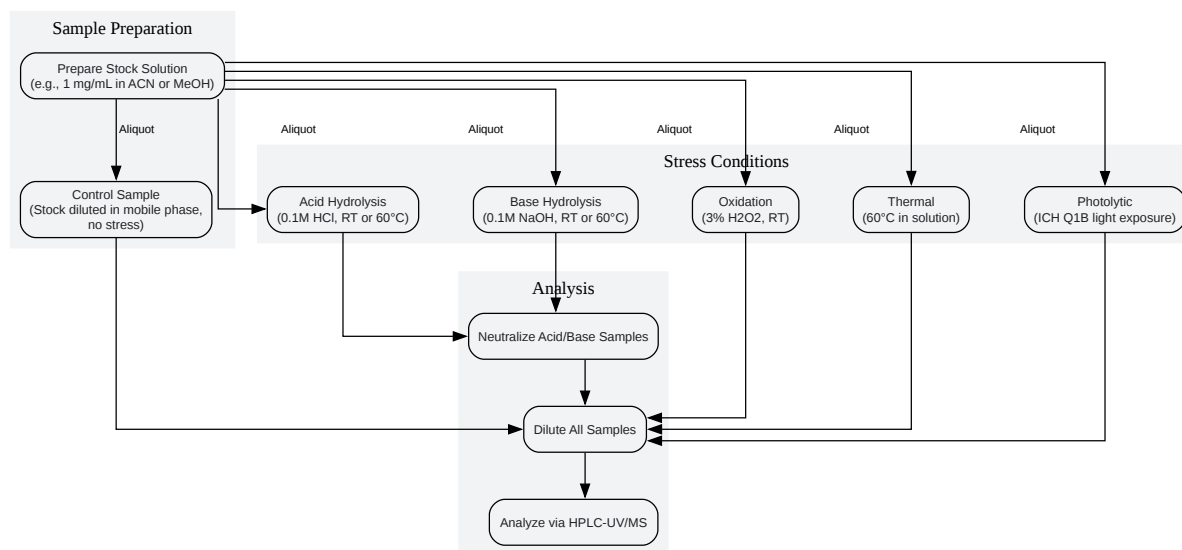 Sample Preparation
Prepare Stock Solution
(e.g., 1 mg/mL in ACN or MeOH)
Aliquot
Aliquot
Aliquot
Aliquot
Aliquot
Aliquot
Stress Conditions
Control Sample
(Stock diluted in mobile phase,
no stress)
Acid Hydrolysis
(0.1M HCl, RT or 60°C)
Base Hydrolysis
(0.1M NaOH, RT or 60°C)
Oxidation
(3% H2O2, RT)
Thermal
(60°C in solution)
Photolytic
(ICH Q1B light exposure)
Analysis
Neutralize Acid/Base Samples
Dilute All Samples
Analyze via HPLC-UV/MS